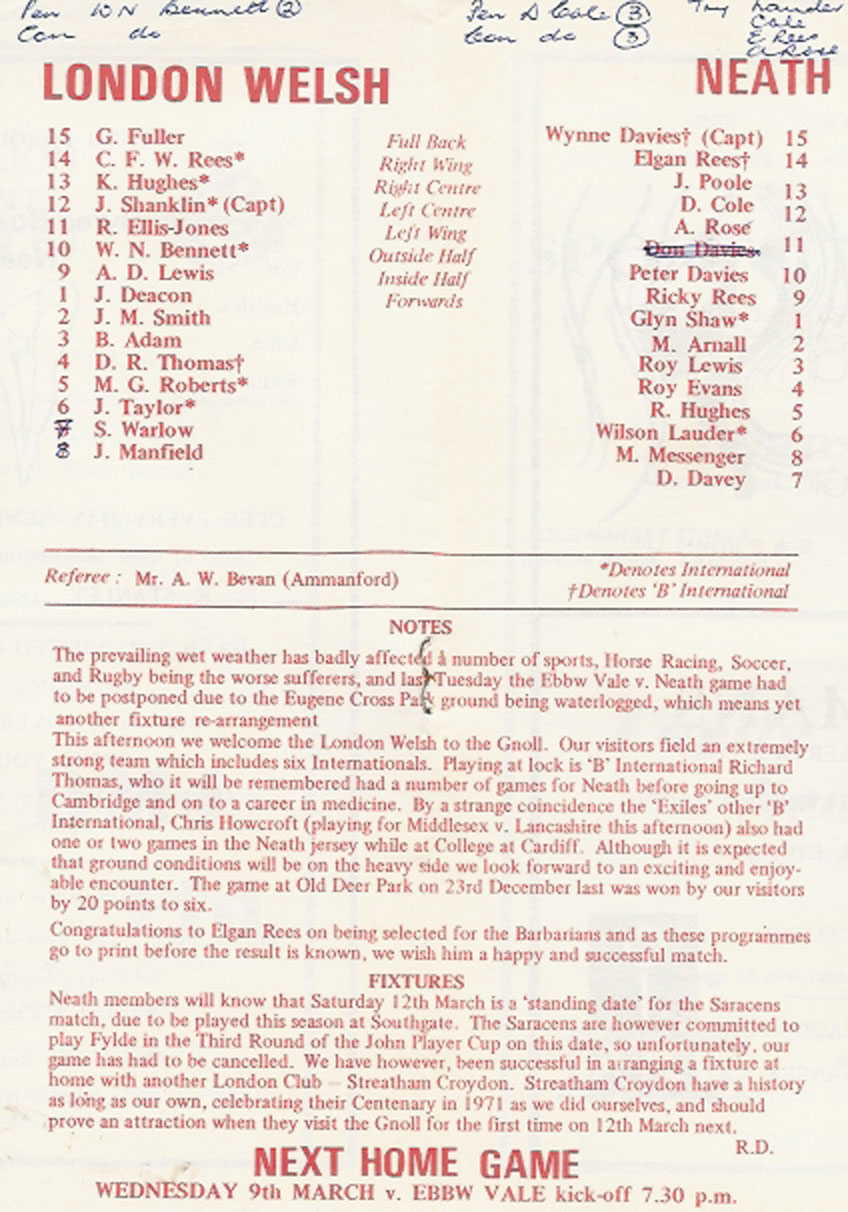 Pen W N Bennett ②
Con do
Pen D Cole ③
Con do ③
Try Lauder
Cole
E Rees
A Rose
LONDON WELSH
NEATH
15 G. Fuller Full Back Wynne Davies† (Capt) 15
14 C. F. W. Rees* Right Wing Elgan Rees† 14
13 K. Hughes* Right Centre J. Poole 13
12 J. Shanklin* (Capt) Left Centre D. Cole 12
11 R. Ellis-Jones Left Wing A. Rose
Don Davies 11
10 W. N. Bennett* Outside Half Peter Davies 10
9 A. D. Lewis Inside Half Ricky Rees 9
1 J. Deacon Forwards Glyn Shaw* 1
2 J. M. Smith M. Arnall 2
3 B. Adam Roy Lewis 3
4 D. R. Thomas† Roy Evans 4
5 M. G. Roberts* R. Hughes 5
6 J. Taylor* Wilson Lauder* 6
S. Warlow M. Messenger 8
8 J. Manfield D. Davey 7
Referee : Mr. A. W. Bevan (Ammanford)
*Denotes International
†Denotes 'B' International
NOTES
The prevailing wet weather has badly affected a number of sports, Horse Racing, Soccer,
and Rugby being the worse sufferers, and last Tuesday the Ebbw Vale v. Neath game had
to be postponed due to the Eugene Cross Park ground being waterlogged, which means yet
another fixture re-arrangement
This afternoon we welcome the London Welsh to the Gnoll. Our visitors field an extremely
strong team which includes six Internationals. Playing at lock is 'B' International Richard
Thomas, who it will be remembered had a number of games for Neath before going up to
Cambridge and on to a career in medicine. By a strange coincidence the 'Exiles' other 'B'
International, Chris Howcroft (playing for Middlesex v. Lancashire this afternoon) also had
one or two games in the Neath jersey while at College at Cardiff. Although it is expected
that ground conditions will be on the heavy side we look forward to an exciting and enjoy-
able encounter. The game at Old Deer Park on 23rd December last was won by our visitors
by 20 points to six.
Congratulations to Elgan Rees on being selected for the Barbarians and as these programmes
go to print before the result is known, we wish him a happy and successful match.
FIXTURES
Neath members will know that Saturday 12th March is a 'standing date' for the Saracens
match, due to be played this season at Southgate. The Saracens are however committed to
play Fylde in the Third Round of the John Player Cup on this date, so unfortunately, our
game has had to be cancelled. We have however, been successful in arranging a fixture at
home with another London Club – Streatham Croydon. Streatham Croydon have a history
as long as our own, celebrating their Centenary in 1971 as we did ourselves, and should
prove an attraction when they visit the Gnoll for the first time on 12th March next.
R.D.
NEXT HOME GAME
WEDNESDAY 9th MARCH v. EBBW VALE kick-off 7.30 p.m.